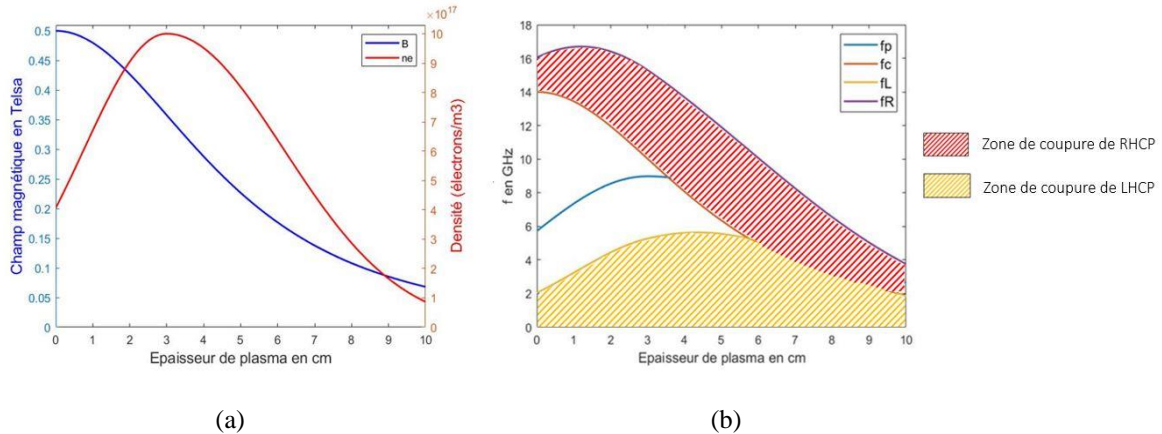 × 10¹⁷
0.5
0.45
0.4
0.35
0.3
0.25
0.2
0.15
0.1
0.05
0
Champ magnétique en Telsa
B
ne
10
9
8
7
6
5
4
3
2
1
0
Densité (électrons/m3)
0 1 2 3 4 5 6 7 8 9 10
Epaisseur de plasma en cm
(a)
18
16
14
12
10
8
6
4
2
0
f en GHz
fp
fc
fL
fR
0 1 2 3 4 5 6 7 8 9 10
Epaisseur de plasma en cm
(b)
Zone de coupure de RHCP
Zone de coupure de LHCP